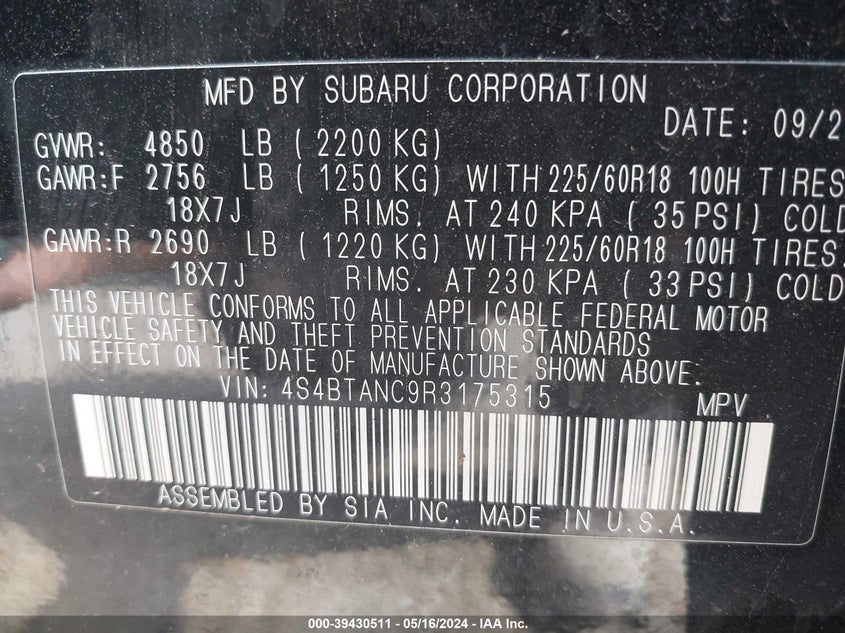 MFD BY SUBARU CORPORATION
DATE: 09/2
GVWR: 4850 LB ( 2200 KG)
GAWR:F 2756 LB ( 1250 KG) WITH 225/60R18 100H TIRES
18X7J RIMS. AT 240 KPA ( 35 PSI) COLD
GAWR:R 2690 LB ( 1220 KG) WITH 225/60R18 100H TIRES.
18X7J RIMS. AT 230 KPA ( 33 PSI) COLD
THIS VEHICLE CONFORMS TO ALL APPLICABLE FEDERAL MOTOR
VEHICLE SAFETY AND THEFT PREVENTION STANDARDS
IN EFFECT ON THE DATE OF MANUFACTURE SHOWN ABOVE.
VIN: 4S4BTANC9R3175315 MPV
ASSEMBLED BY SIA INC. MADE IN U.S.A.
000-39430511 - 05/16/2024 - IAA Inc.